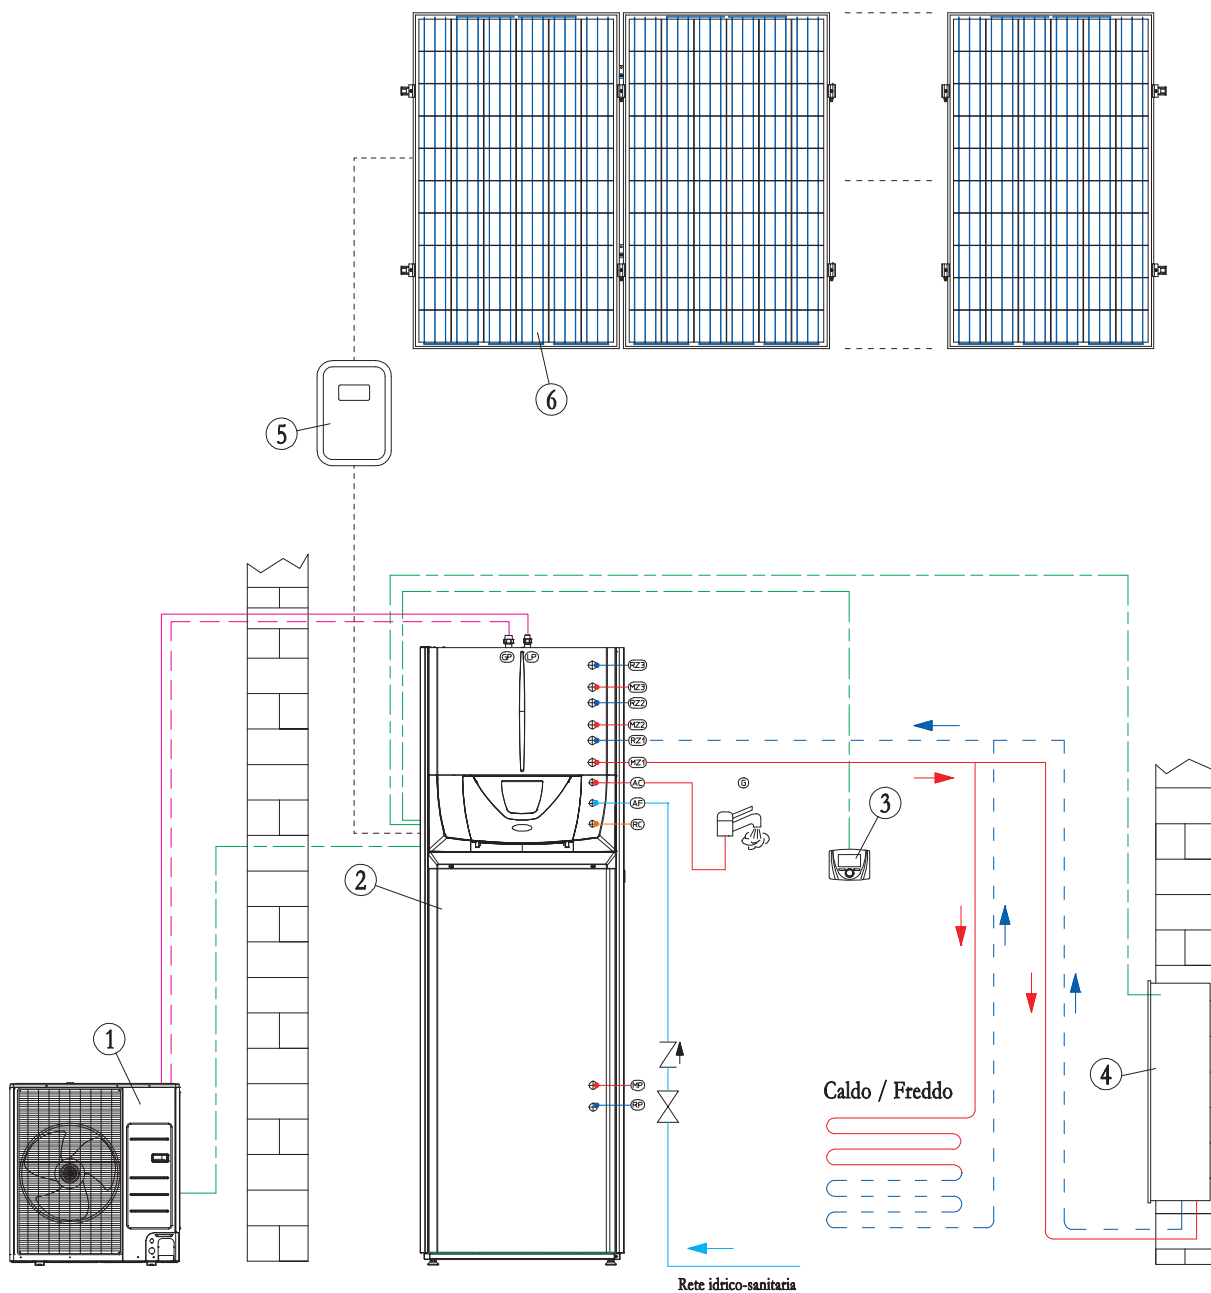 6
5
GP LP
RZ3
MZ3
RZ2
MZ2
RZ1
MZ1
AC
G
AF
3
RC
2
1
4
MP
Caldo / Freddo
RP
Rete idrico-sanitaria